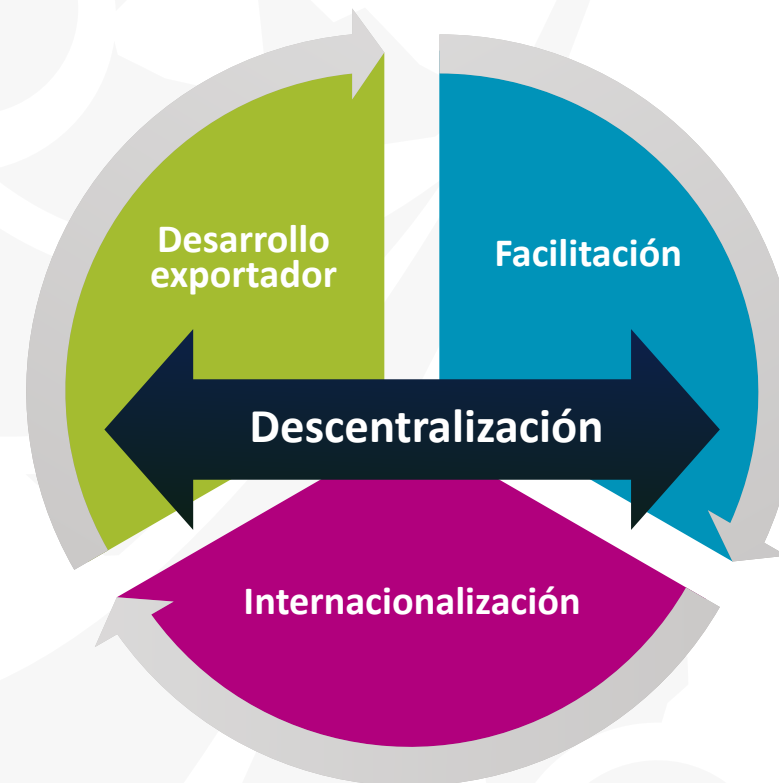 Desarrollo
exportador
Facilitación
Descentralización
Internacionalización